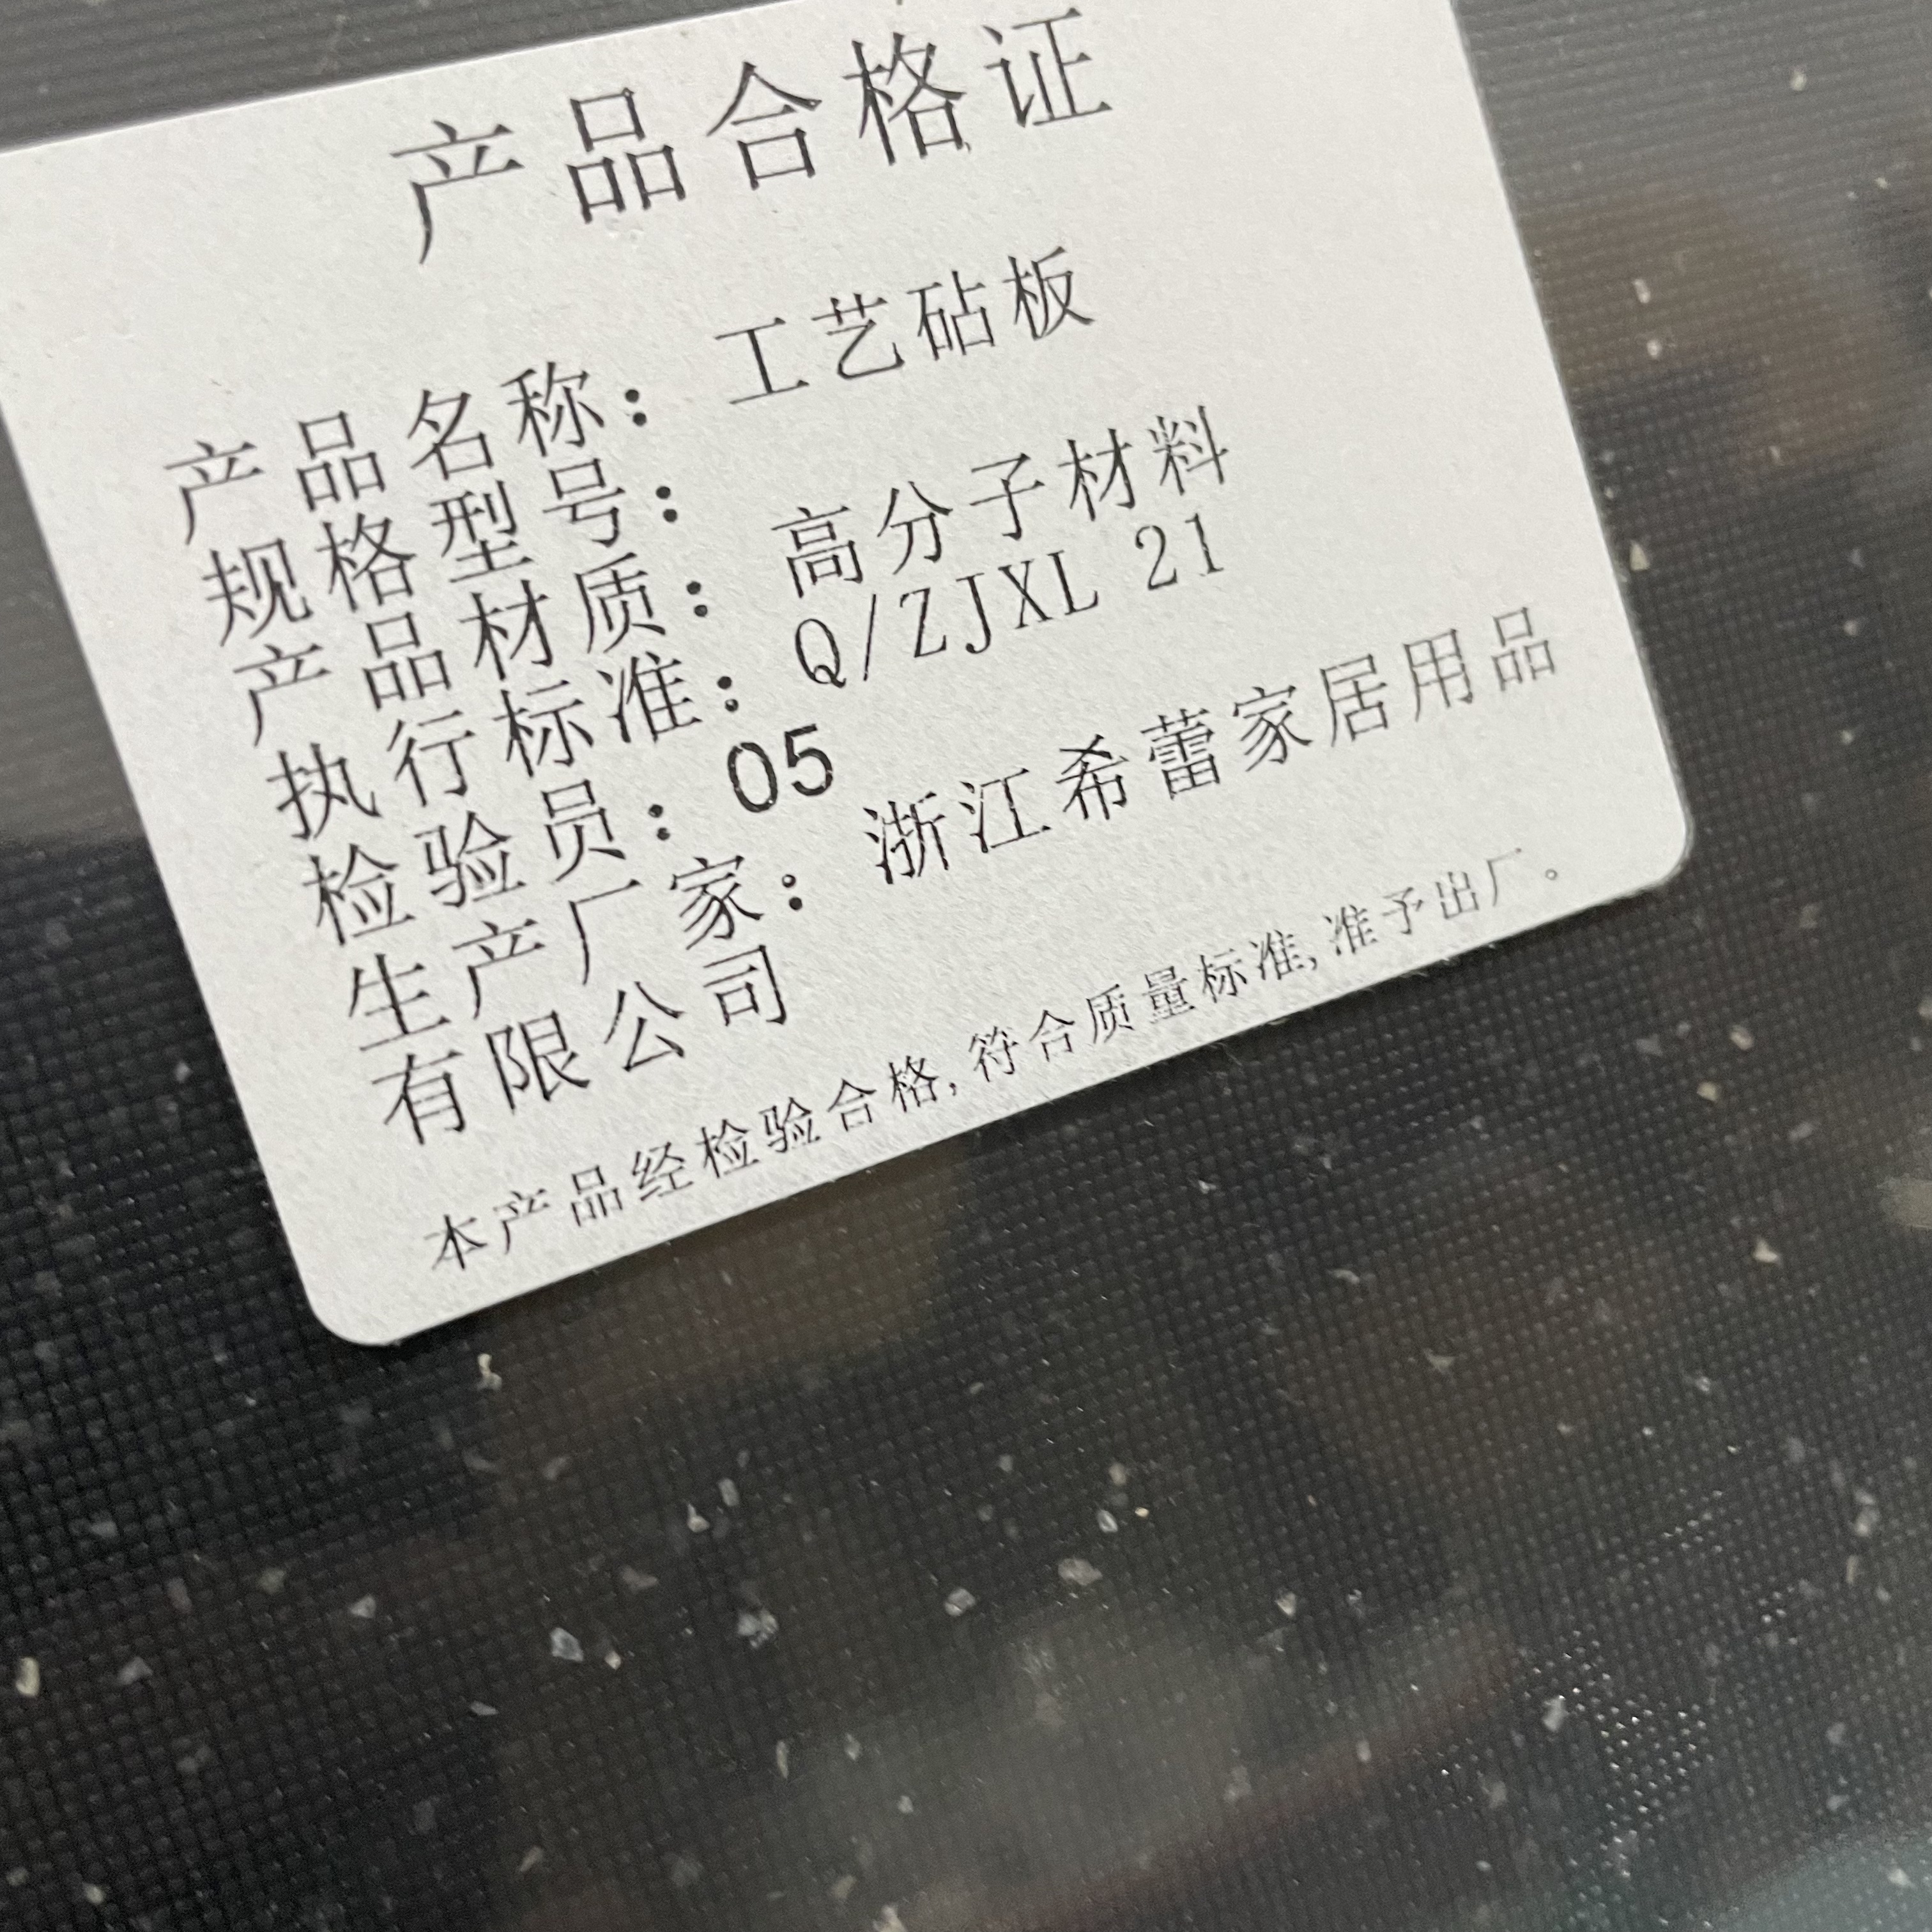 产品合格证
产品名称：工艺砧板
规格型号：
产品材质：高分子材料
执行标准：Q/ZJXL 21
检验员：05
生产厂家：浙江希蕾家居用品
有限公司
本产品经检验合格,符合质量标准,准予出厂。